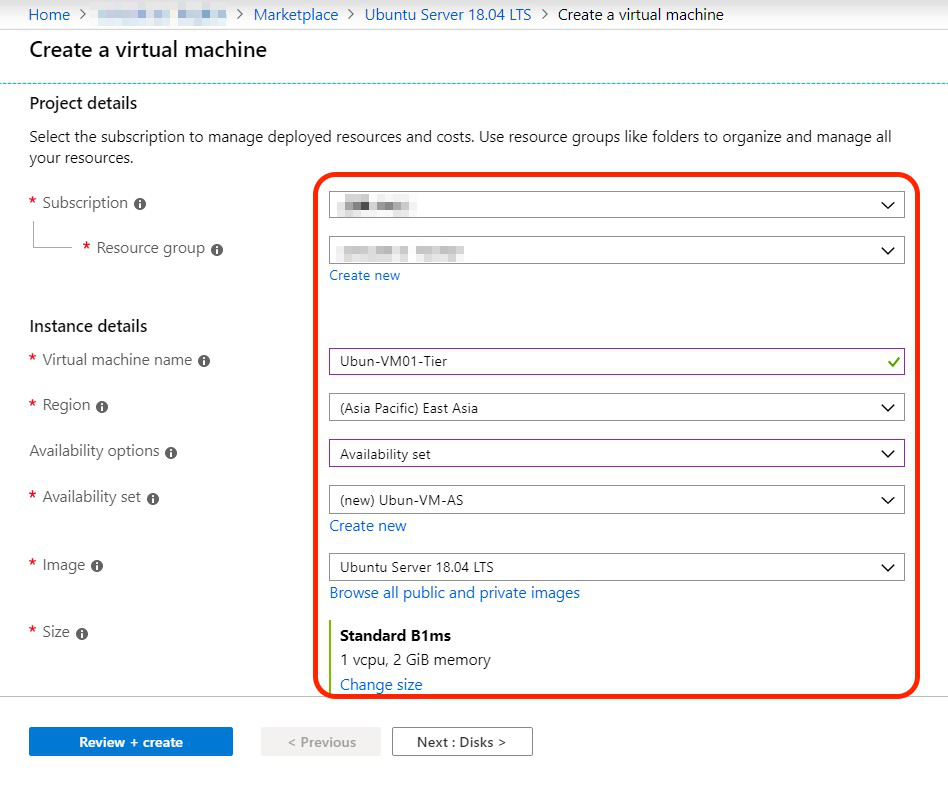 Home > > Marketplace > Ubuntu Server 18.04 LTS > Create a virtual machine
Create a virtual machine
Project details
Select the subscription to manage deployed resources and costs. Use resource groups like folders to organize and manage all
your resources.
* Subscription
* Resource group
Create new
Instance details
* Virtual machine name Ubun-VM01-Tier
* Region (Asia Pacific) East Asia
Availability options Availability set
* Availability set (new) Ubun-VM-AS
Create new
* Image Ubuntu Server 18.04 LTS
Browse all public and private images
* Size Standard B1ms
1 vcpu, 2 GiB memory
Change size
Review + create < Previous Next : Disks >